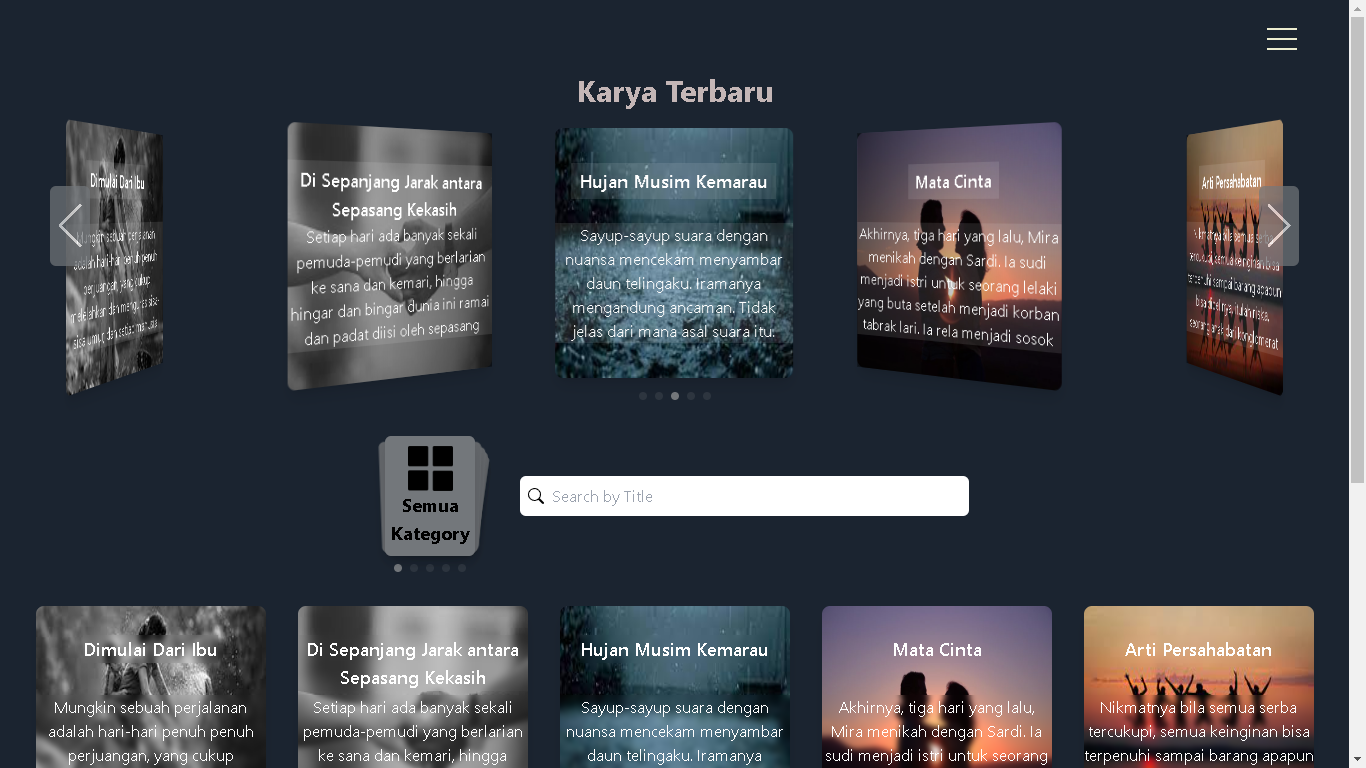 Karya Terbaru
Dimulai Dari Ibu
Mungkin sebuah perjalanan
adalah hari-hari penuh penuh
perjuangan, yang cukup
melelahkan dan menguras sisa-
sisa umur, dan setiap manusia
Di Sepanjang Jarak antara
Sepasang Kekasih
Setiap hari ada banyak sekali
pemuda-pemudi yang berlarian
ke sana dan kemari, hingga
hingar dan bingar dunia ini ramai
dan padat diisi oleh sepasang
Hujan Musim Kemarau
Sayup-sayup suara dengan
nuansa mencekam menyambar
daun telingaku. Iramanya
mengandung ancaman. Tidak
jelas dari mana asal suara itu.
Mata Cinta
Akhirnya, tiga hari yang lalu, Mira
menikah dengan Sardi. Ia sudi
menjadi istri untuk seorang lelaki
yang buta setelah menjadi korban
tabrak lari. Ia rela menjadi sosok
Arti Persahabatan
Nikmatnya bila semua serba
tercukupi, semua keinginan bisa
terpenuhi sampai barang apapun
bisa dibelinya, itulah riska,
seorang anak dari konglomerat
Semua
Kategory
Search by Title
Dimulai Dari Ibu
Mungkin sebuah perjalanan
adalah hari-hari penuh penuh
perjuangan, yang cukup
Di Sepanjang Jarak antara
Sepasang Kekasih
Setiap hari ada banyak sekali
pemuda-pemudi yang berlarian
ke sana dan kemari, hingga
Hujan Musim Kemarau
Sayup-sayup suara dengan
nuansa mencekam menyambar
daun telingaku. Iramanya
Mata Cinta
Akhirnya, tiga hari yang lalu,
Mira menikah dengan Sardi. Ia
sudi menjadi istri untuk seorang
Arti Persahabatan
Nikmatnya bila semua serba
tercukupi, semua keinginan bisa
terpenuhi sampai barang apapun